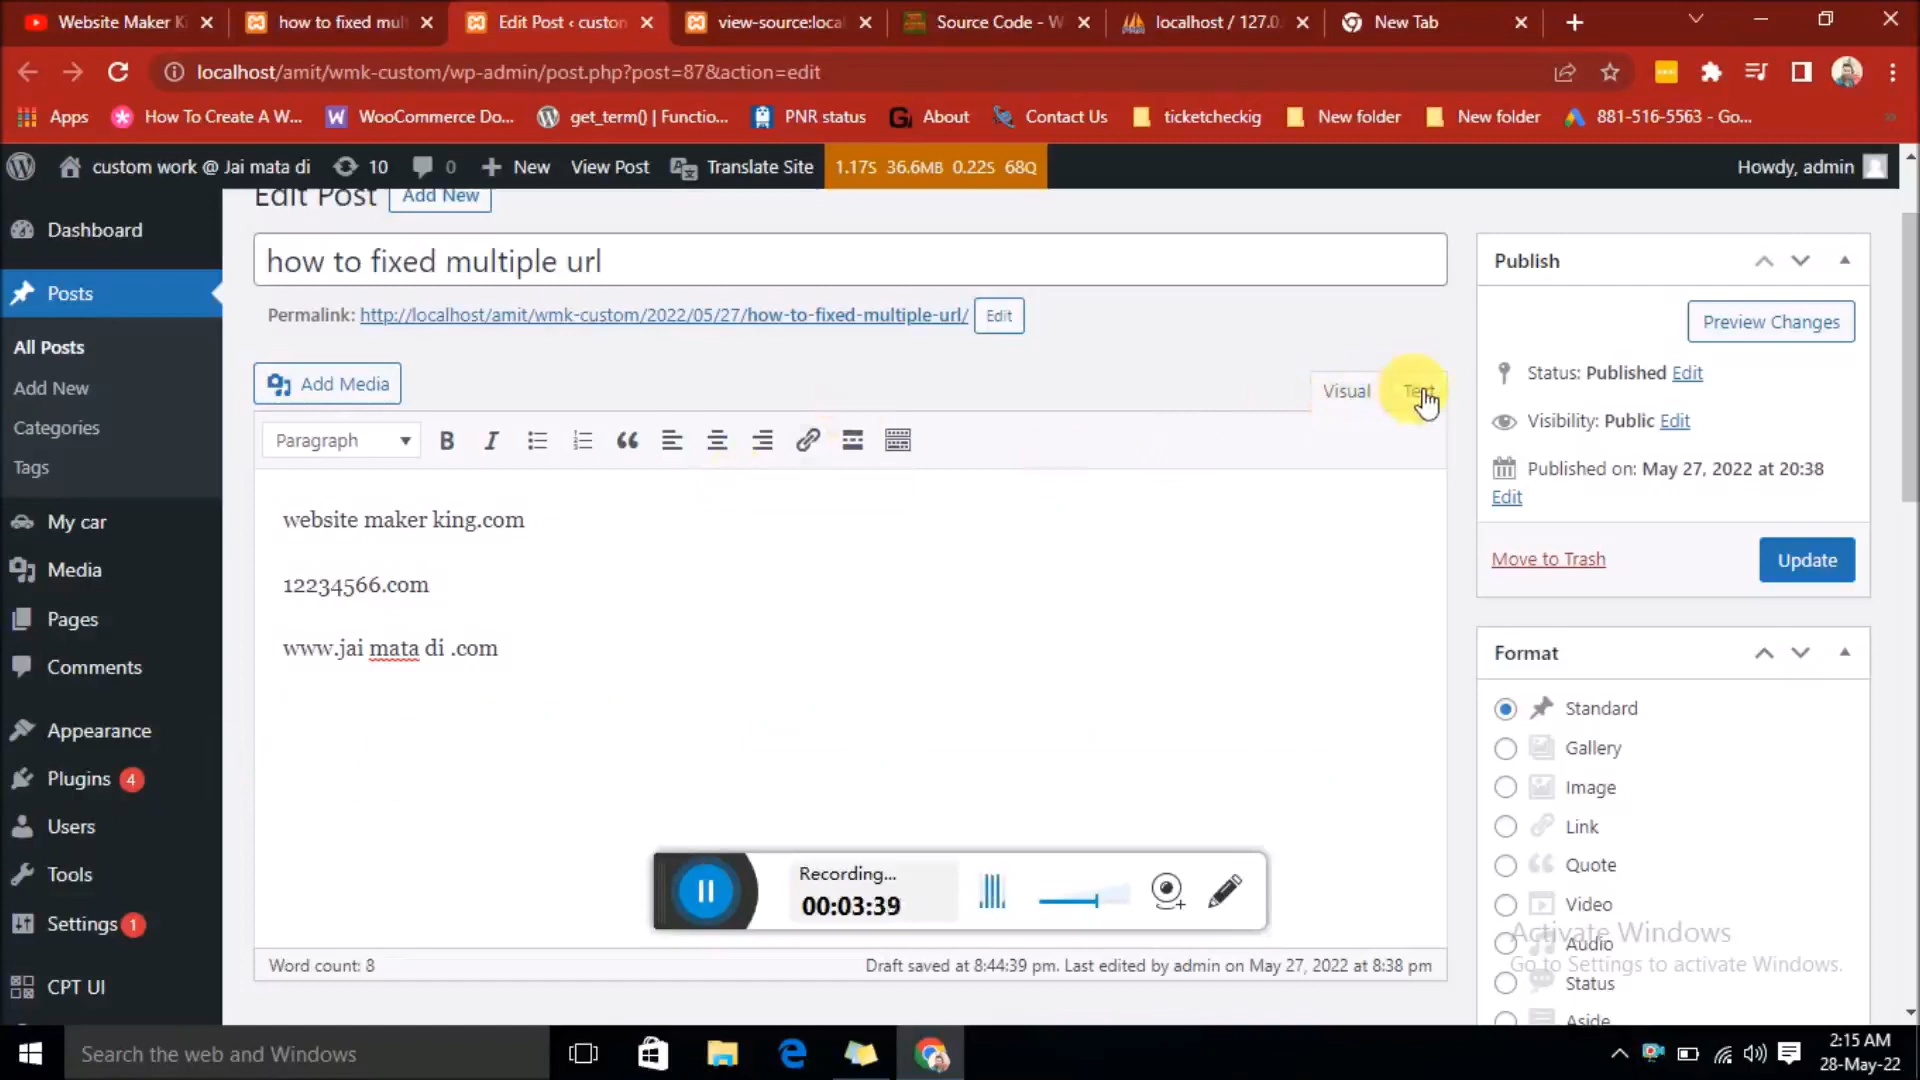 Website Maker Ki
how to fixed mult
Edit Post ‹ custom
view-source:local
Source Code - W
localhost / 127.0.
New Tab
localhost/amit/wmk-custom/wp-admin/post.php?post=87&action=edit
Apps
How To Create A W...
WooCommerce Do...
get_term() | Functio...
PNR status
About
Contact Us
ticketcheckig
New folder
New folder
881-516-5563 - Go...
custom work @ Jai mata di
10
0
New
View Post
Translate Site
1.17S 36.6MB 0.22S 68Q
Howdy, admin
Edit Post
Add New
Dashboard
Posts
All Posts
Add New
Categories
Tags
My car
Media
Pages
Comments
Appearance
Plugins 4
Users
Tools
Settings 1
CPT UI
how to fixed multiple url
Permalink: http://localhost/amit/wmk-custom/2022/05/27/how-to-fixed-multiple-url/ Edit
Add Media
Visual
Text
Paragraph
website maker king.com
12234566.com
www.jai mata di .com
Recording...
00:03:39
Word count: 8
Draft saved at 8:44:39 pm. Last edited by admin on May 27, 2022 at 8:38 pm
Publish
Preview Changes
Status: Published Edit
Visibility: Public Edit
Published on: May 27, 2022 at 20:38
Edit
Move to Trash
Update
Format
Standard
Gallery
Image
Link
Quote
Video
Audio
Status
Aside
Activate Windows
Go to Settings to activate Windows.
Search the web and Windows
2:15 AM
28-May-22